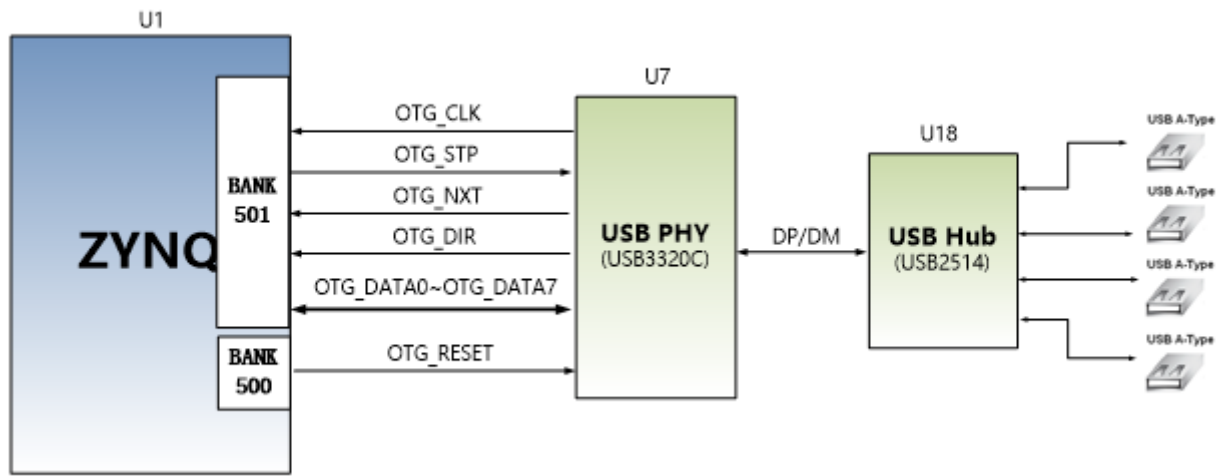 U1
ZYNQ
BANK
501
BANK
500
OTG_CLK
OTG_STP
OTG_NXT
OTG_DIR
OTG_DATA0~OTG_DATA7
OTG_RESET
U7
USB PHY
(USB3320C)
DP/DM
U18
USB Hub
(USB2514)
USB A-Type
USB A-Type
USB A-Type
USB A-Type